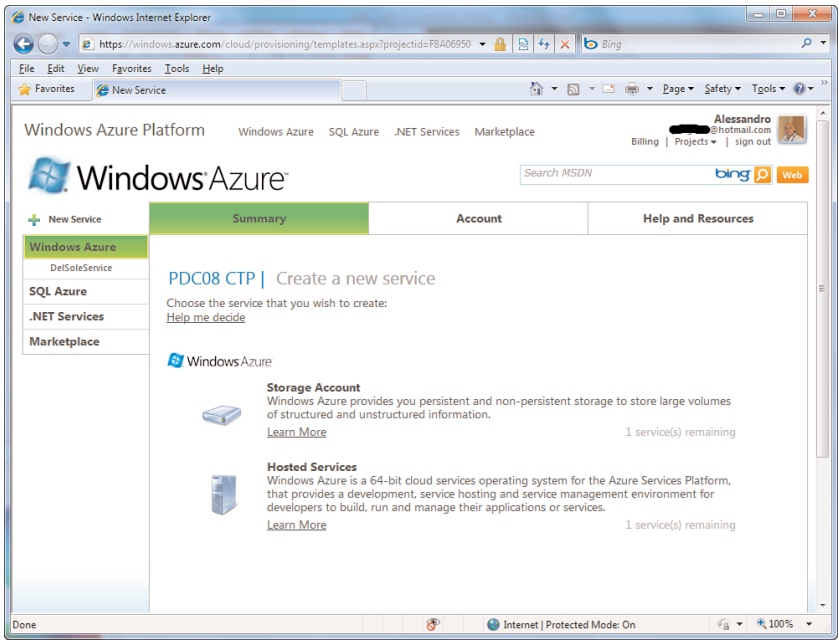 New Service - Windows Internet Explorer
https://windows.azure.com/cloud/provisioning/templates.aspx?projectid=F8A06950
Bing
File Edit View Favorites Tools Help
Favorites New Service
Page Safety Tools
Windows Azure Platform Windows Azure SQL Azure .NET Services Marketplace
Alessandro
@hotmail.com
Billing | Projects | sign out
Windows Azure
Search MSDN bing Web
New Service Summary Account Help and Resources
Windows Azure
DelSoleService
SQL Azure
.NET Services
Marketplace
PDC08 CTP | Create a new service
Choose the service that you wish to create:
Help me decide
Windows Azure
Storage Account
Windows Azure provides you persistent and non-persistent storage to store large volumes
of structured and unstructured information.
Learn More 1 service(s) remaining
Hosted Services
Windows Azure is a 64-bit cloud services operating system for the Azure Services Platform,
that provides a development, service hosting and service management environment for
developers to build, run and manage their applications or services.
Learn More 1 service(s) remaining
Done Internet | Protected Mode: On 100%